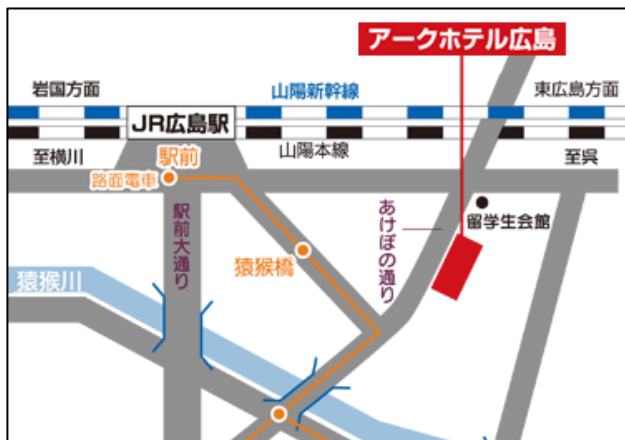 アークホテル広島
岩国方面
山陽新幹線
東広島方面
JR広島駅
至横川
駅前
山陽本線
至呉
路面電車
駅前大通り
あけぼの通り
留学生会館
猿猴橋
猿猴川